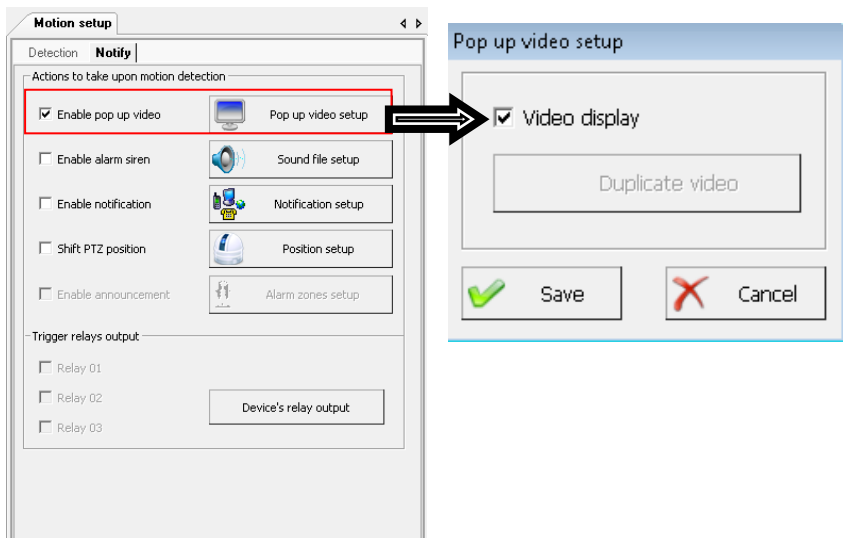 Motion setup
Detection Notify
Actions to take upon motion detection
Enable pop up video Pop up video setup
Enable alarm siren Sound file setup
Enable notification Notification setup
Shift PTZ position Position setup
Enable announcement Alarm zones setup
Trigger relays output
Relay 01
Relay 02
Device's relay output
Relay 03
Pop up video setup
Video display
Duplicate video
Save Cancel